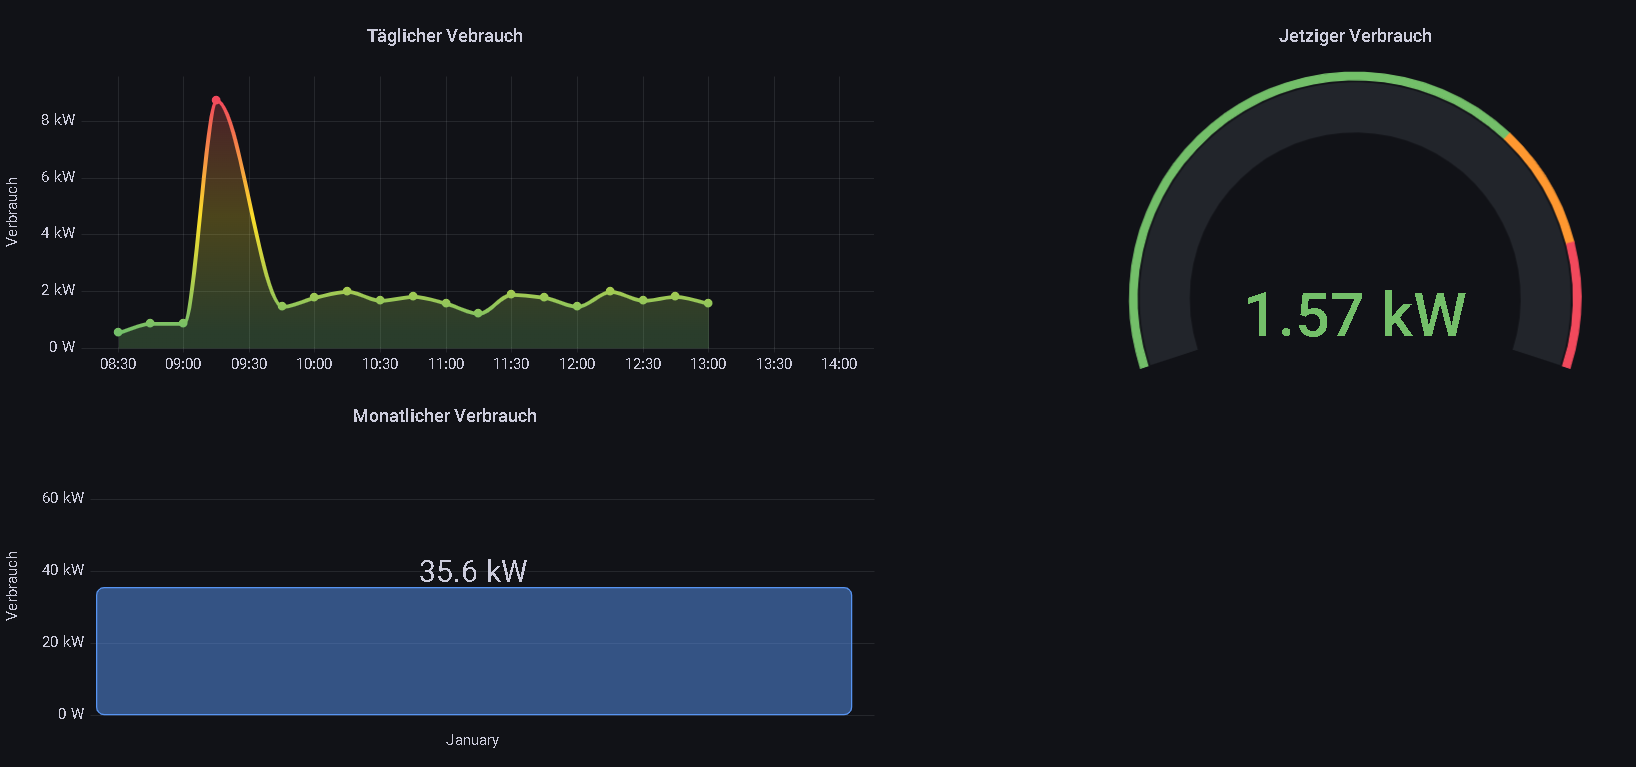 Täglicher Vebrauch
Verbrauch
8 kW
6 kW
4 kW
2 kW
0 W
08:30 09:00 09:30 10:00 10:30 11:00 11:30 12:00 12:30 13:00 13:30 14:00
Jetziger Verbrauch
1.57 kW
Monatlicher Verbrauch
Verbrauch
60 kW
40 kW
20 kW
0 W
35.6 kW
January